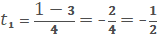 t₁ = (1 − 3)/4 = −2/4 = −1/2